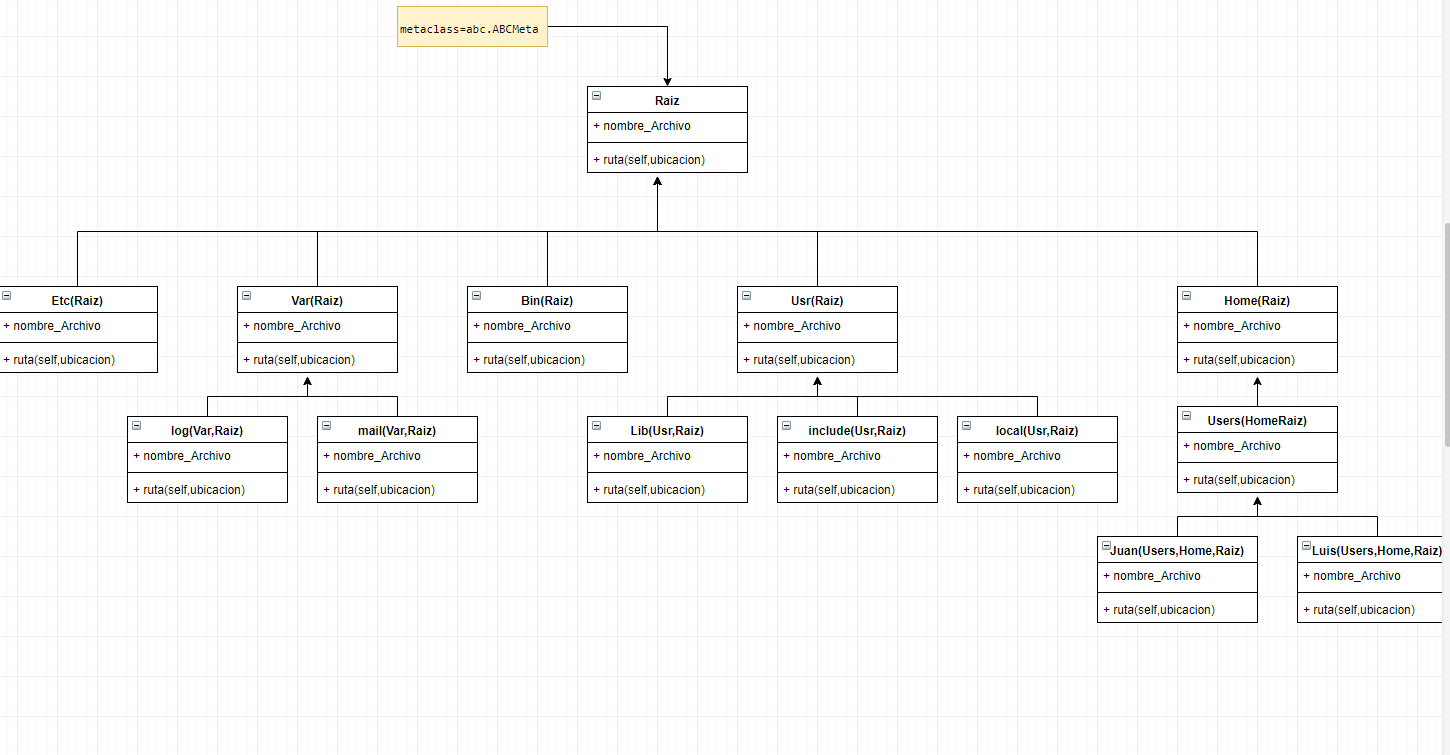 metaclass=abc.ABCMeta
Raiz
+ nombre_Archivo
+ ruta(self,ubicacion)
Etc(Raiz)
+ nombre_Archivo
+ ruta(self,ubicacion)
Var(Raiz)
+ nombre_Archivo
+ ruta(self,ubicacion)
Bin(Raiz)
+ nombre_Archivo
+ ruta(self,ubicacion)
Usr(Raiz)
+ nombre_Archivo
+ ruta(self,ubicacion)
Home(Raiz)
+ nombre_Archivo
+ ruta(self,ubicacion)
log(Var,Raiz)
+ nombre_Archivo
+ ruta(self,ubicacion)
mail(Var,Raiz)
+ nombre_Archivo
+ ruta(self,ubicacion)
Lib(Usr,Raiz)
+ nombre_Archivo
+ ruta(self,ubicacion)
include(Usr,Raiz)
+ nombre_Archivo
+ ruta(self,ubicacion)
local(Usr,Raiz)
+ nombre_Archivo
+ ruta(self,ubicacion)
Users(HomeRaiz)
+ nombre_Archivo
+ ruta(self,ubicacion)
Juan(Users,Home,Raiz)
+ nombre_Archivo
+ ruta(self,ubicacion)
Luis(Users,Home,Raiz)
+ nombre_Archivo
+ ruta(self,ubicacion)